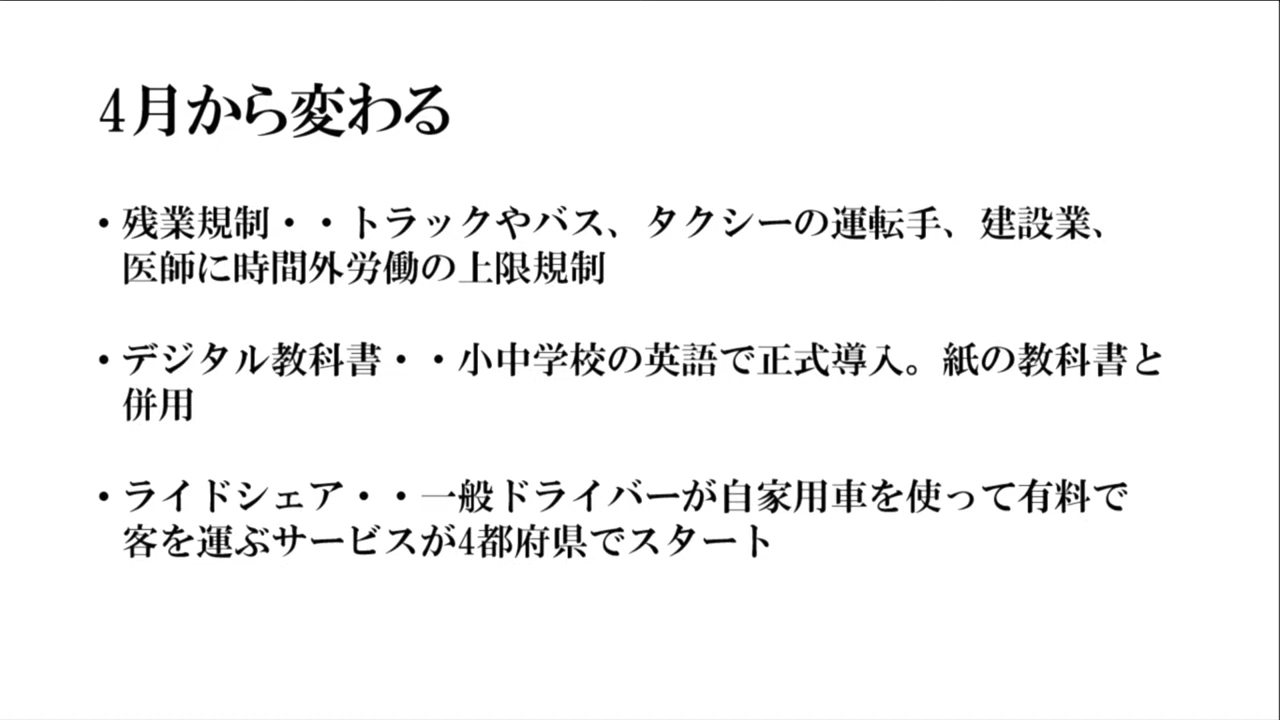 4月から変わる
• 残業規制・・トラックやバス、タクシーの運転手、建設業、
医師に時間外労働の上限規制
• デジタル教科書・・小中学校の英語で正式導入。紙の教科書と
併用
• ライドシェア・・一般ドライバーが自家用車を使って有料で
客を運ぶサービスが4都府県でスタート